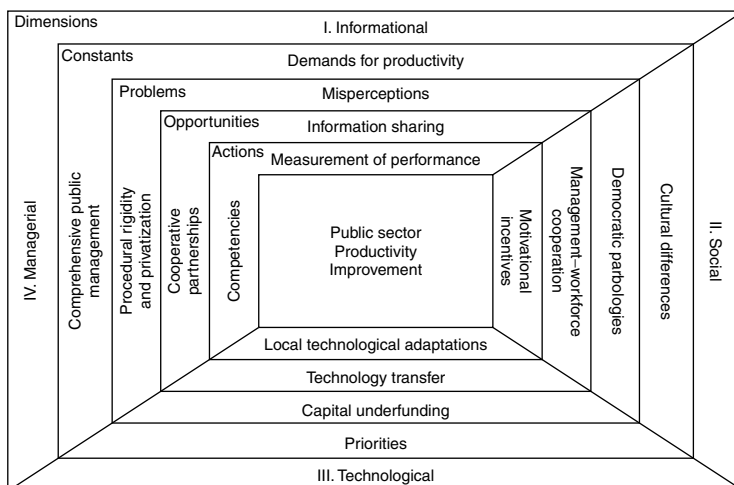 Dimensions
I. Informational
Constants
Demands for productivity
Problems
Misperceptions
Opportunities
Information sharing
Actions
Measurement of performance
IV. Managerial
Comprehensive public
management
Procedural rigidity
and privatization
Cooperative
partnerships
Competencies
Public sector
Productivity
Improvement
Motivational
incentives
Management–workforce
cooperation
Democratic parbologies
Cultural differences
II. Social
Local technological adaptations
Technology transfer
Capital underfunding
Priorities
III. Technological